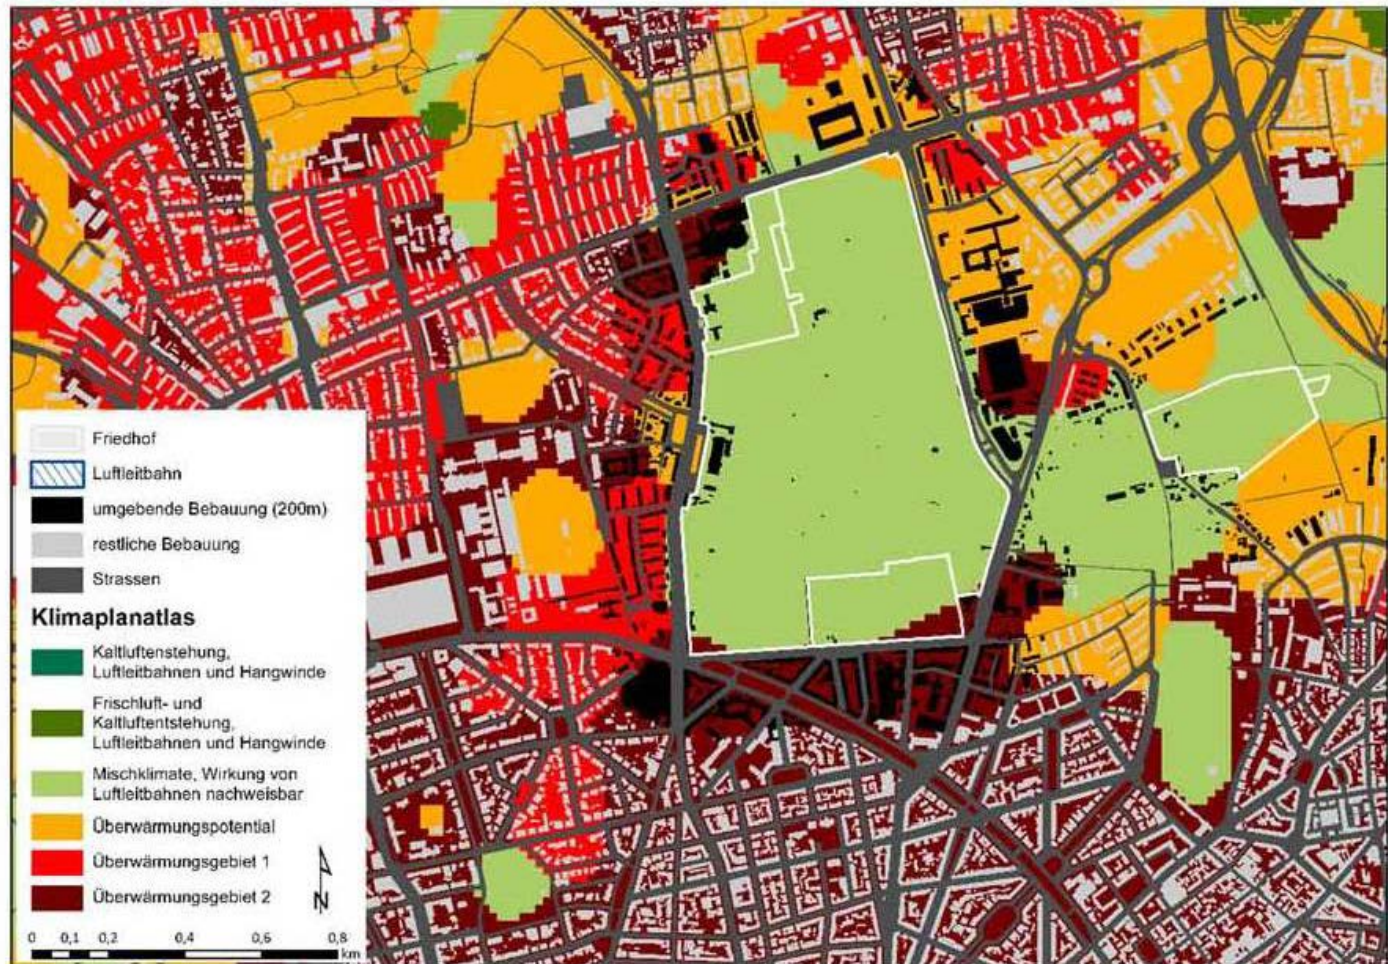 Friedhof
Luftleitbahn
umgebende Bebauung (200m)
restliche Bebauung
Strassen
Klimaplanatlas
Kaltluftenstehung,
Luftleitbahnen und Hangwinde
Frischluft- und
Kaltluftentstehung,
Luftleitbahnen und Hangwinde
Mischklimate, Wirkung von
Luftleitbahnen nachweisbar
Überwärmungspotential
Überwärmungsgebiet 1
Überwärmungsgebiet 2
N
0 0,1 0,2 0,4 0,6 0,8
km